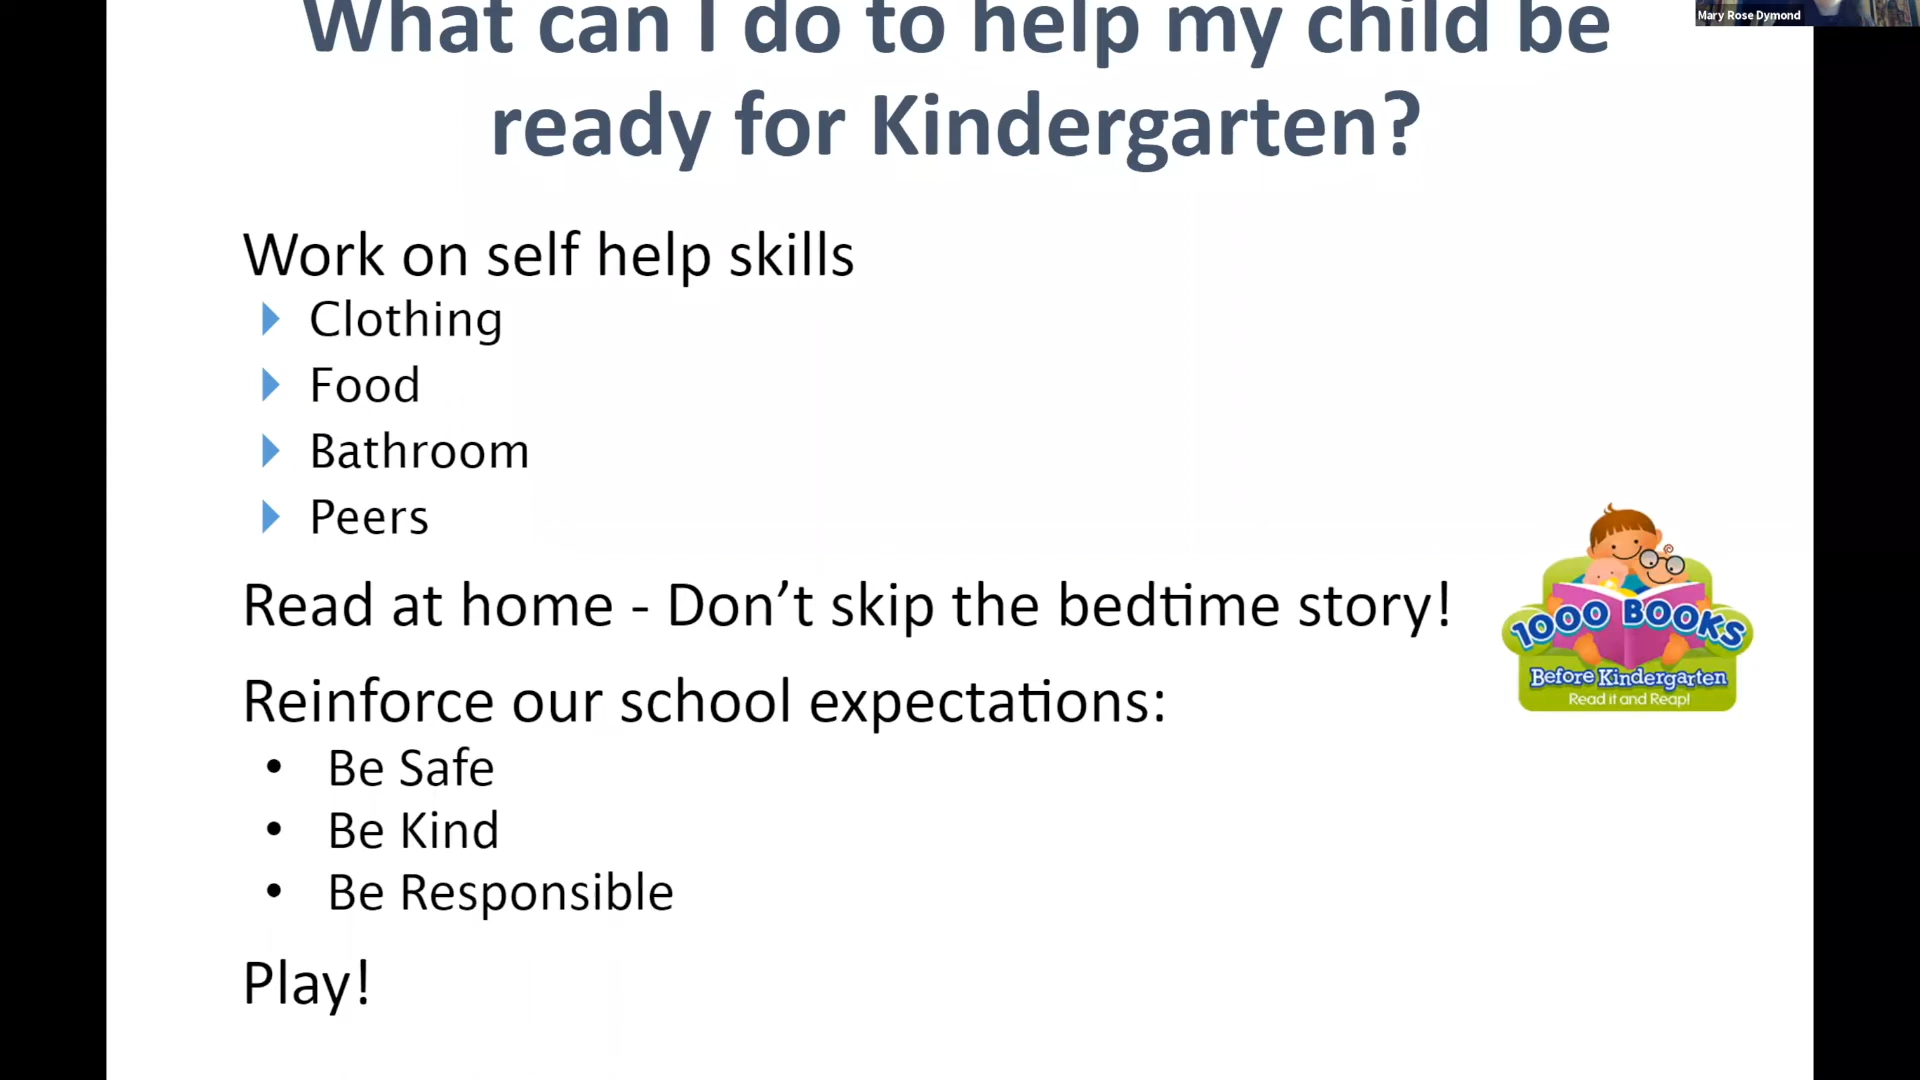 Mary Rose Dymond
What can I do to help my child be
ready for Kindergarten?
Work on self help skills
Clothing
Food
Bathroom
Peers
Read at home - Don’t skip the bedtime story!
1000 BOOKS
Before Kindergarten
Read it and Reap!
Reinforce our school expectations:
• Be Safe
• Be Kind
• Be Responsible
Play!